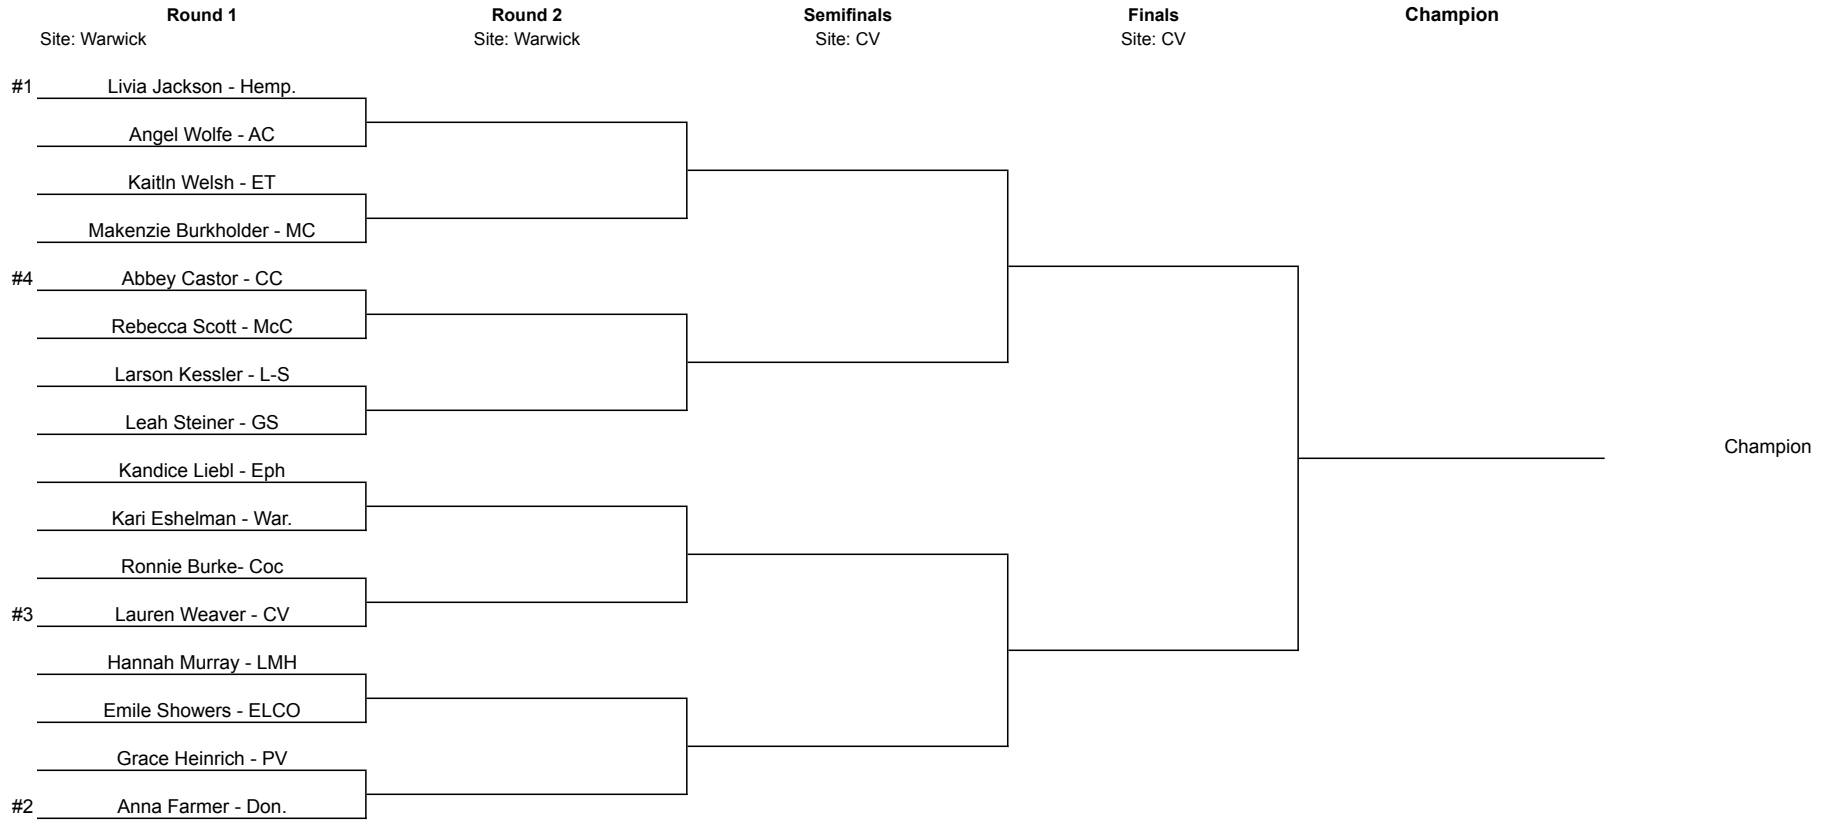 Round 1 Round 2 Semifinals Finals Champion
Site: Warwick Site: Warwick Site: CV Site: CV
#1 Livia Jackson - Hemp.
Angel Wolfe - AC
Kaitln Welsh - ET
Makenzie Burkholder - MC
#4 Abbey Castor - CC
Rebecca Scott - McC
Larson Kessler - L-S
Leah Steiner - GS
Champion
Kandice Liebl - Eph
Kari Eshelman - War.
Ronnie Burke- Coc
#3 Lauren Weaver - CV
Hannah Murray - LMH
Emile Showers - ELCO
Grace Heinrich - PV
#2 Anna Farmer - Don.